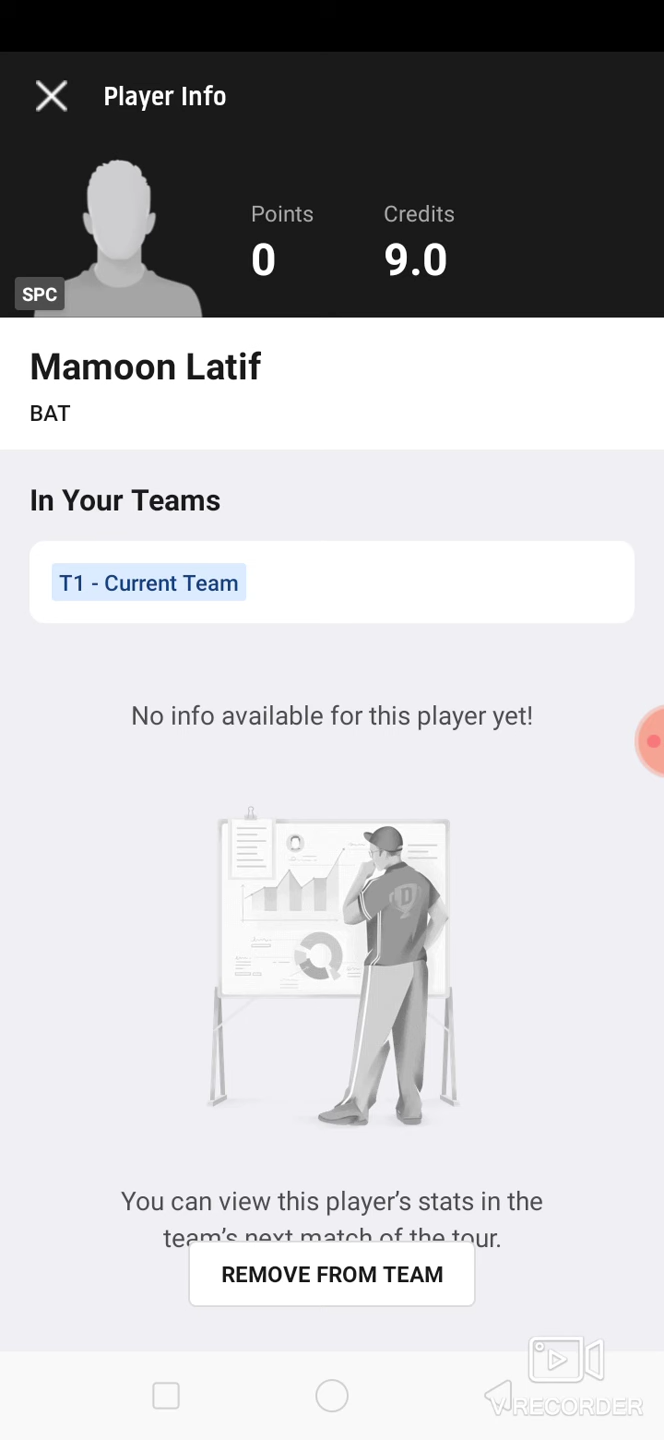 Player Info
Points
Credits
0
9.0
SPC
Mamoon Latif
BAT
In Your Teams
T1 - Current Team
No info available for this player yet!
D
You can view this player’s stats in the
team’s next match of the tour.
REMOVE FROM TEAM
VRECORDER